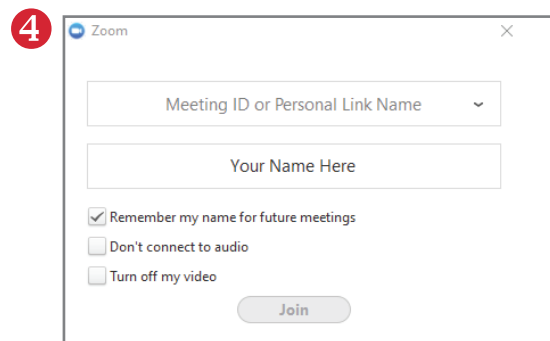 4
Zoom
Meeting ID or Personal Link Name
Your Name Here
Remember my name for future meetings
Don't connect to audio
Turn off my video
Join